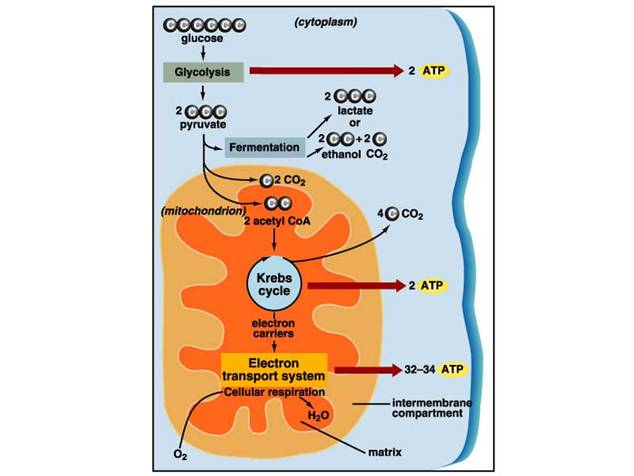 C C C C C C
(cytoplasm)
glucose
Glycolysis
2 ATP
2 C C C
pyruvate
2 C C C
lactate
or
2 C C + 2 C
ethanol CO₂
Fermentation
C 2 CO₂
C C
(mitochondrion)
2 acetyl CoA
4 C CO₂
Krebs
cycle
2 ATP
electron
carriers
Electron
transport system
32–34 ATP
Cellular respiration
H₂O
intermembrane
compartment
O₂
matrix